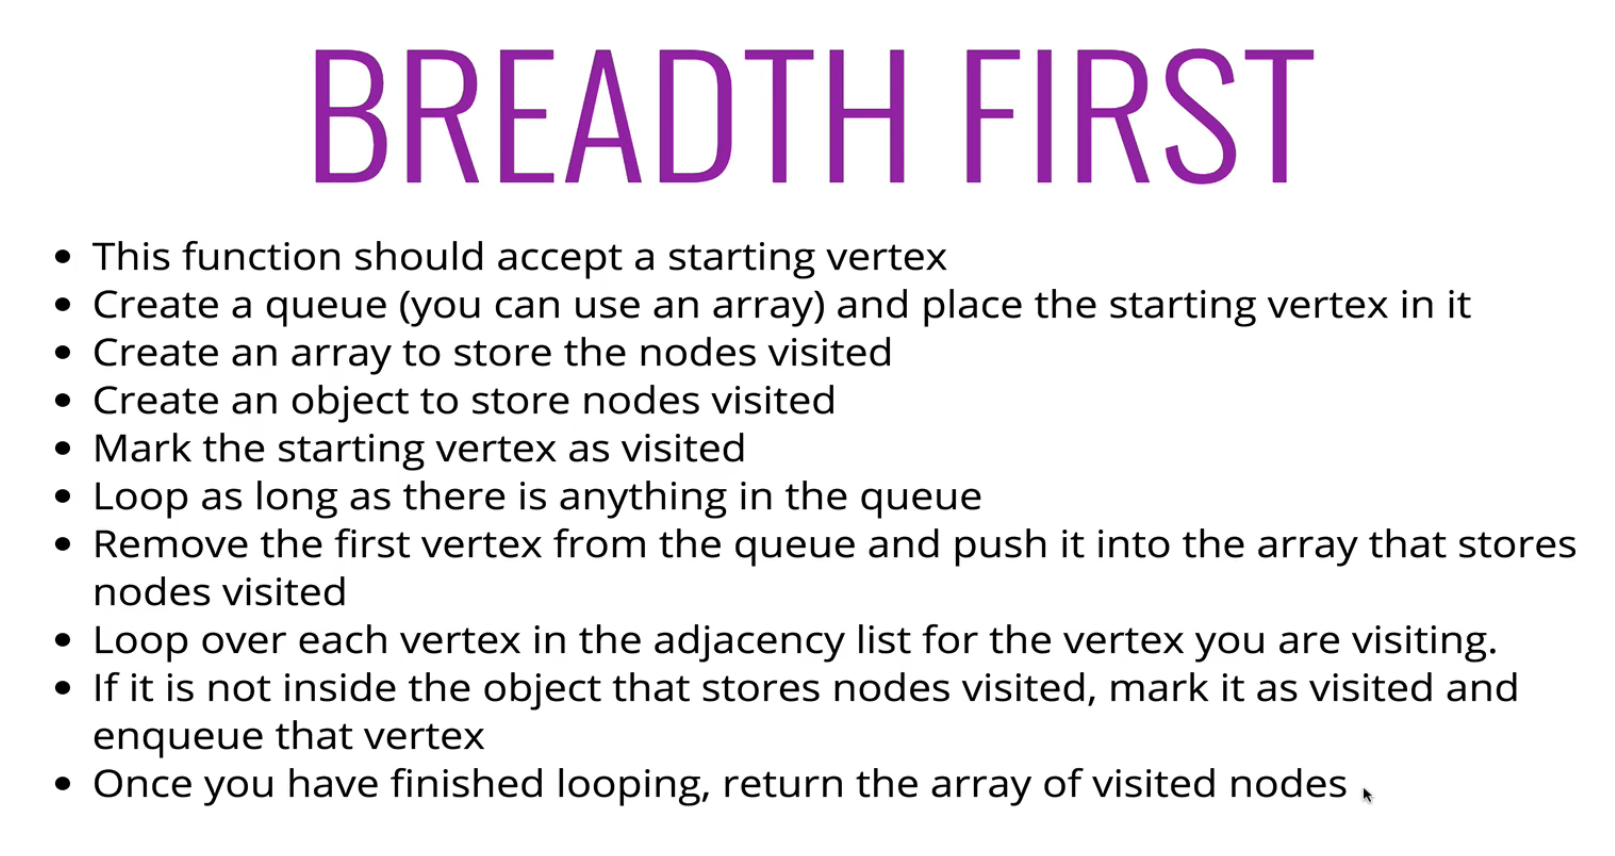 BREADTH FIRST
• This function should accept a starting vertex
• Create a queue (you can use an array) and place the starting vertex in it
• Create an array to store the nodes visited
• Create an object to store nodes visited
• Mark the starting vertex as visited
• Loop as long as there is anything in the queue
• Remove the first vertex from the queue and push it into the array that stores
nodes visited
• Loop over each vertex in the adjacency list for the vertex you are visiting.
• If it is not inside the object that stores nodes visited, mark it as visited and
enqueue that vertex
• Once you have finished looping, return the array of visited nodes